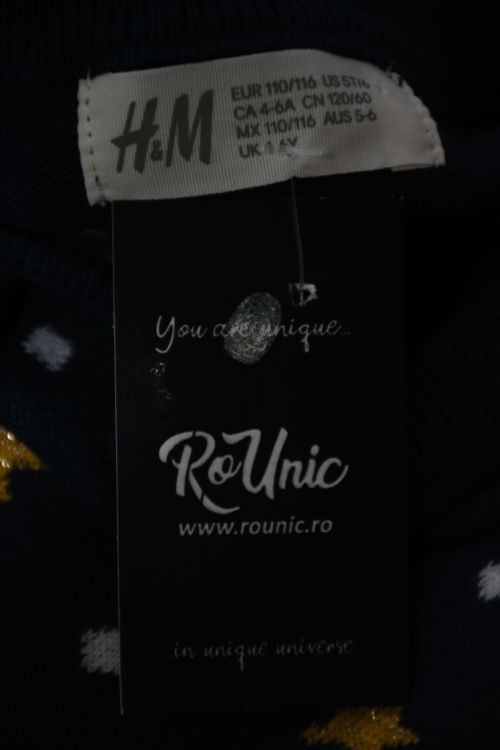 H&M
EUR 110/116 US 5T/6
CA 4-6A CN 120/60
MX 110/116 AUS 5-6
UK
You are unique...
RoUnic
www.rounic.ro
...in unique universe